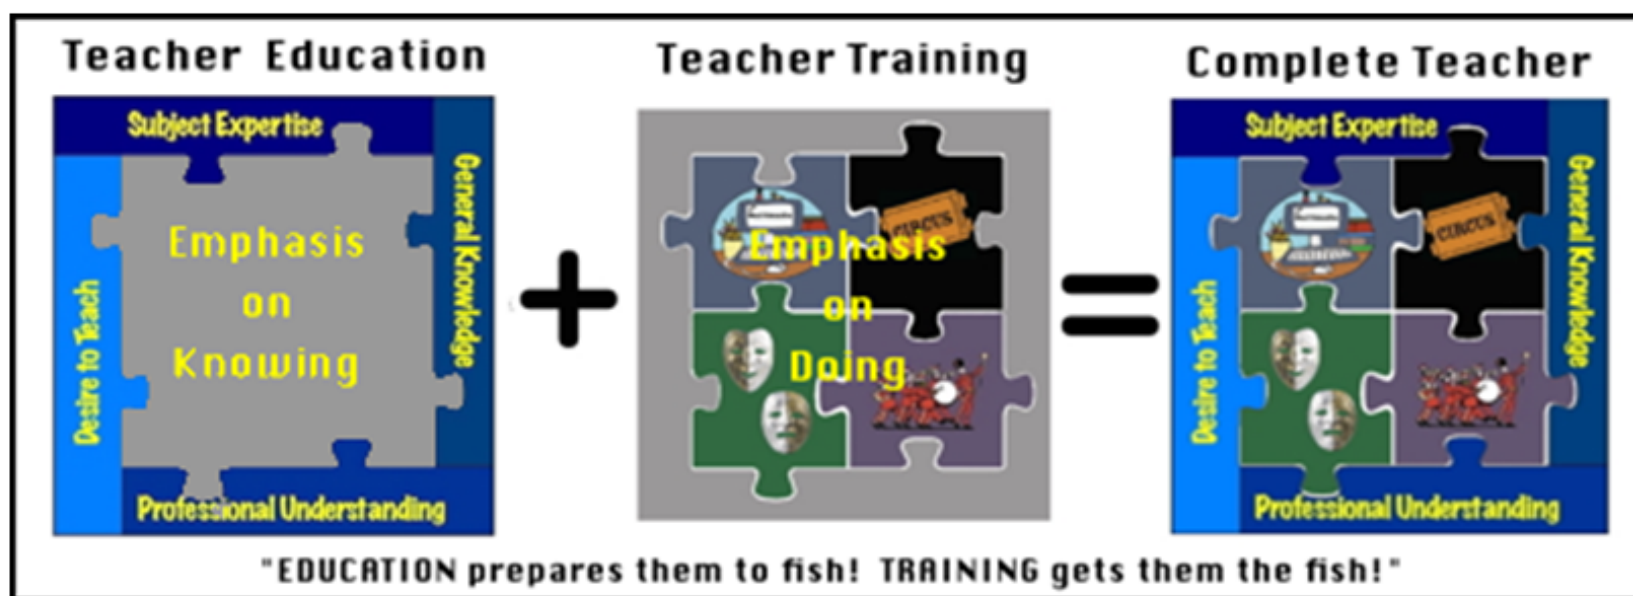 Teacher Education
Subject Expertise
General Knowledge
Desire to Teach
Professional Understanding
Emphasis
on
Knowing
Teacher Training
CIRCUS
Emphasis
on
Doing
Complete Teacher
Subject Expertise
General Knowledge
Desire to Teach
Professional Understanding
CIRCUS
"EDUCATION prepares them to fish! TRAINING gets them the fish!"